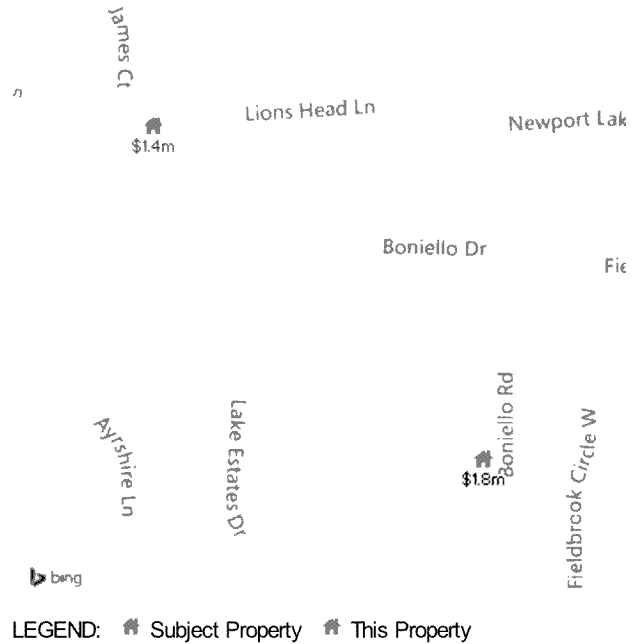 James Ct
Lions Head Ln
Newport Lak
$1.4m
Boniello Dr
Fie
Boniello Rd
Lake Estates Dr
Ayrshire Ln
Fieldbrook Circle W
$1.8m
bing
LEGEND: Subject Property This Property